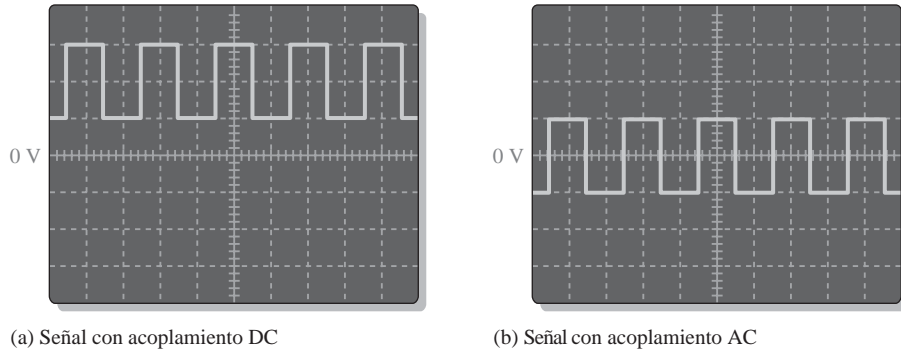 0 V
0 V
(a) Señal con acoplamiento DC
(b) Señal con acoplamiento AC